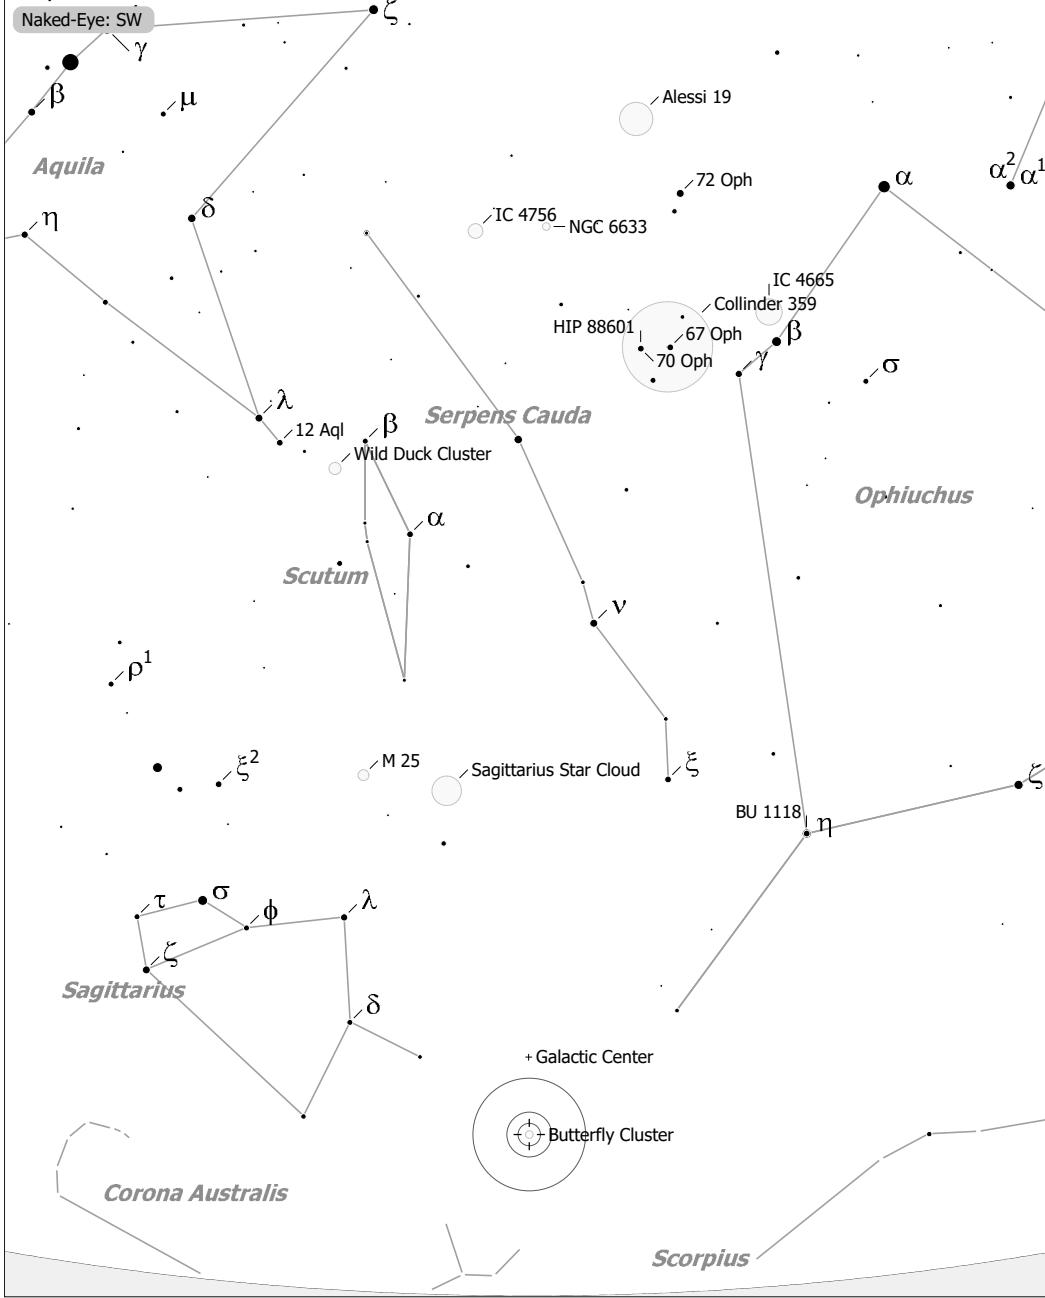 Naked-Eye: SW
ζ
γ
β
μ
Alessi 19
Aquila
72 Oph
α
α² α¹
δ
η
IC 4756
NGC 6633
IC 4665
Collinder 359
HIP 88601
67 Oph
β
70 Oph
γ
σ
λ
Serpens Cauda
12 Aql
β
Wild Duck Cluster
Ophiuchus
α
Scutum
ν
ρ¹
ξ²
M 25
Sagittarius Star Cloud
ξ
ζ
BU 1118
η
τ
σ
ϕ
λ
ζ
Sagittarius
δ
Galactic Center
Butterfly Cluster
Corona Australis
Scorpius